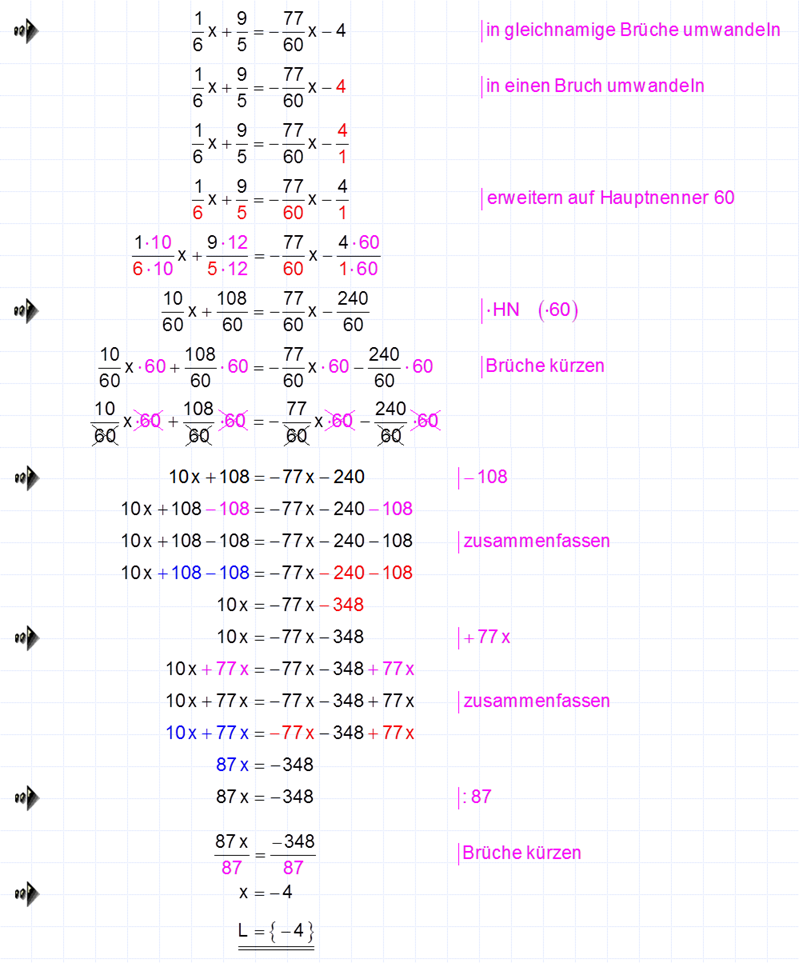 1/6 x + 9/5 = −77/60 x − 4 |in gleichnamige Brüche umwandeln
1/6 x + 9/5 = −77/60 x − 4 |in einen Bruch umwandeln
1/6 x + 9/5 = −77/60 x − 4/1
1/6 x + 9/5 = −77/60 x − 4/1 |erweitern auf Hauptnenner 60
1·10/6·10 x + 9·12/5·12 = −77/60 x − 4·60/1·60
10/60 x + 108/60 = −77/60 x − 240/60 |·HN (·60)
10/60 x·60 + 108/60·60 = −77/60 x·60 − 240/60·60 |Brüche kürzen
10/60 x·60 + 108/60·60 = −77/60 x·60 − 240/60·60
10x + 108 = −77x − 240 |−108
10x + 108 − 108 = −77x − 240 − 108
10x + 108 − 108 = −77x − 240 − 108 |zusammenfassen
10x + 108 − 108 = −77x − 240 − 108
10x = −77x − 348
10x = −77x − 348 |+77x
10x + 77x = −77x − 348 + 77x
10x + 77x = −77x − 348 + 77x |zusammenfassen
10x + 77x = −77x − 348 + 77x
87x = −348
87x = −348 |:87
87x/87 = −348/87 |Brüche kürzen
x = −4
L = {−4}